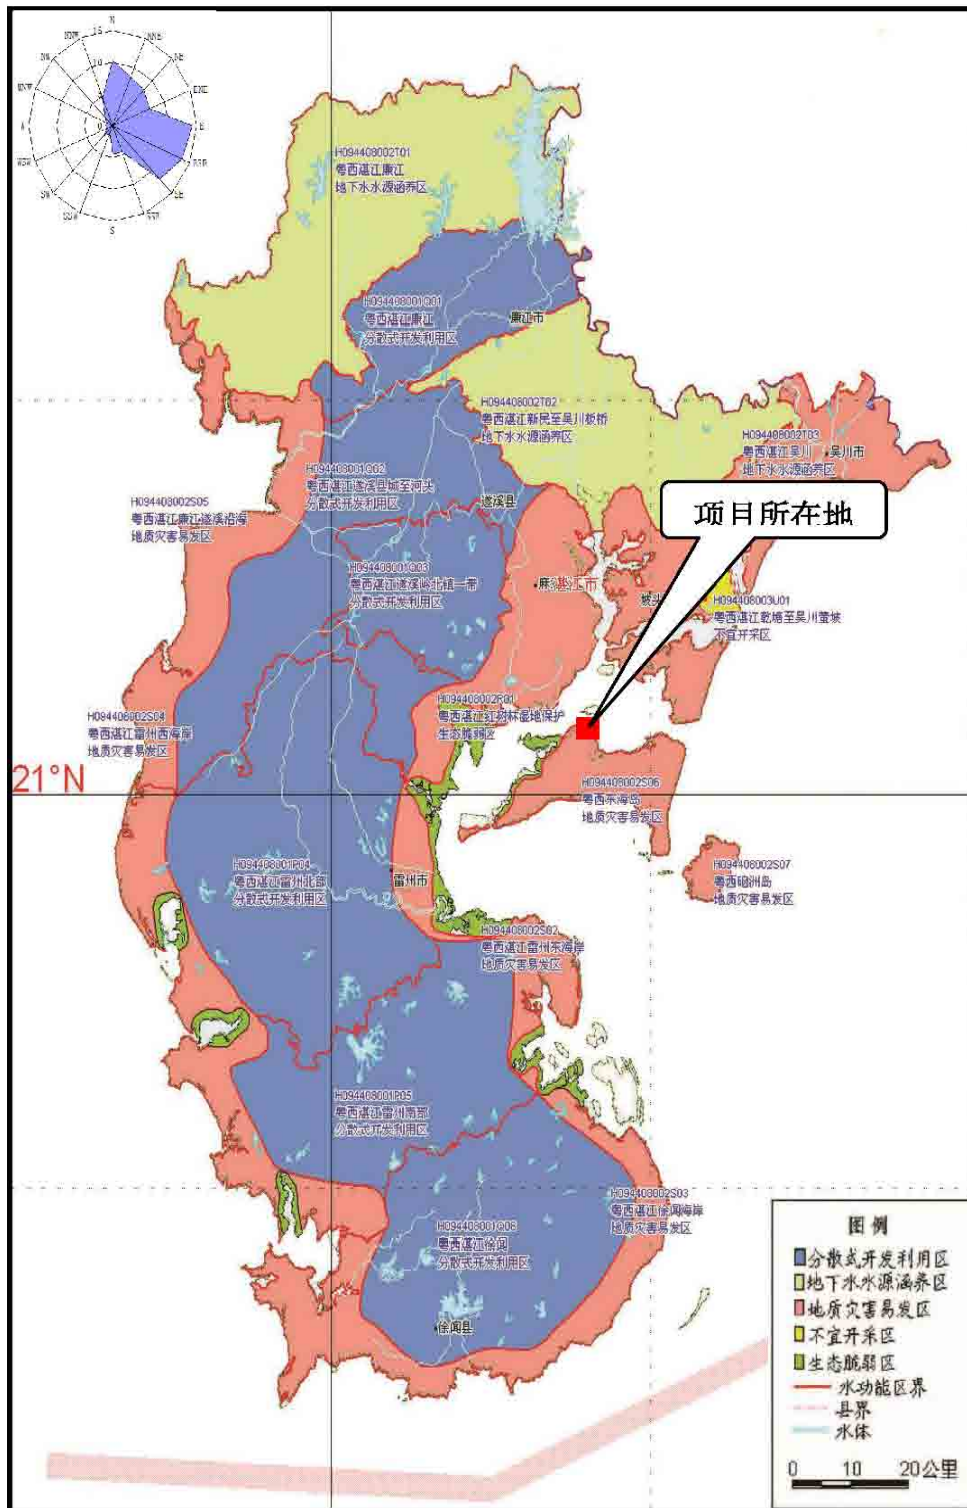 N
NNW
15
NNE
NW
10
NE
WNW
ENE
W
0
E
WSW
ESE
SW
SE
SSW
S
H094408002T01
粤西湛江廉江
地下水水源涵养区
H094408001Q01
粤西湛江廉江
分散式开发利用区
廉江市
H094408002T02
粤西湛江新民至吴川板桥
地下水水源涵养区
H094408002T03
粤西湛江吴川
地下水水源涵养区
吴川市
H094408001Q02
粤西湛江遂溪县城至河头
分散式开发利用区
遂溪县
H094408002S05
粤西湛江廉江遂溪沿海
地质灾害易发区
项目所在地
H094408001Q03
粤西湛江遂溪岭北镇一带
分散式开发利用区
湛江市
坡头
H094408003U01
粤西湛江乾塘至吴川覃坡
不宜开采区
H094408002R01
粤西湛江红树林湿地保护
生态脆弱区
H094408002S04
粤西湛江雷州西海岸
地质灾害易发区
21°N
H094408002S06
粤西东海岛
地质灾害易发区
H094408001P04
粤西湛江雷州北部
分散式开发利用区
雷州市
H094408002S07
粤西硇洲岛
地质灾害易发区
H094408002S02
粤西湛江雷州东海岸
地质灾害易发区
H094408001P05
粤西湛江雷州南部
分散式开发利用区
H094408002S03
粤西湛江徐闻海岸
地质灾害易发区
H094408001Q06
粤西湛江徐闻
分散式开发利用区
徐闻县
图例
分散式开发利用区
地下水水源涵养区
地质灾害易发区
不宜开采区
生态脆弱区
水功能区界
县界
水体
0 10 20公里